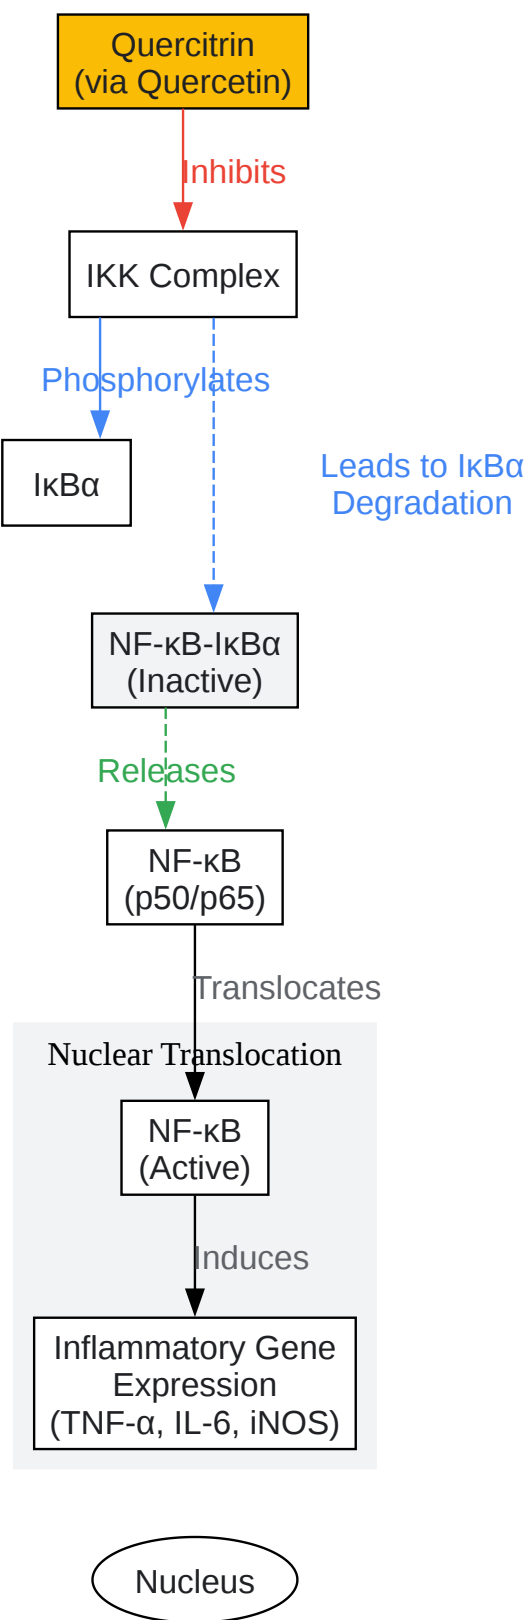 Quercitrin
(via Quercetin)
Inhibits
IKK Complex
Phosphorylates
IκBα
Leads to IκBα
Degradation
NF-κB-IκBα
(Inactive)
Releases
NF-κB
(p50/p65)
Translocates
Nuclear Translocation
NF-κB
(Active)
Induces
Inflammatory Gene
Expression
(TNF-α, IL-6, iNOS)
Nucleus